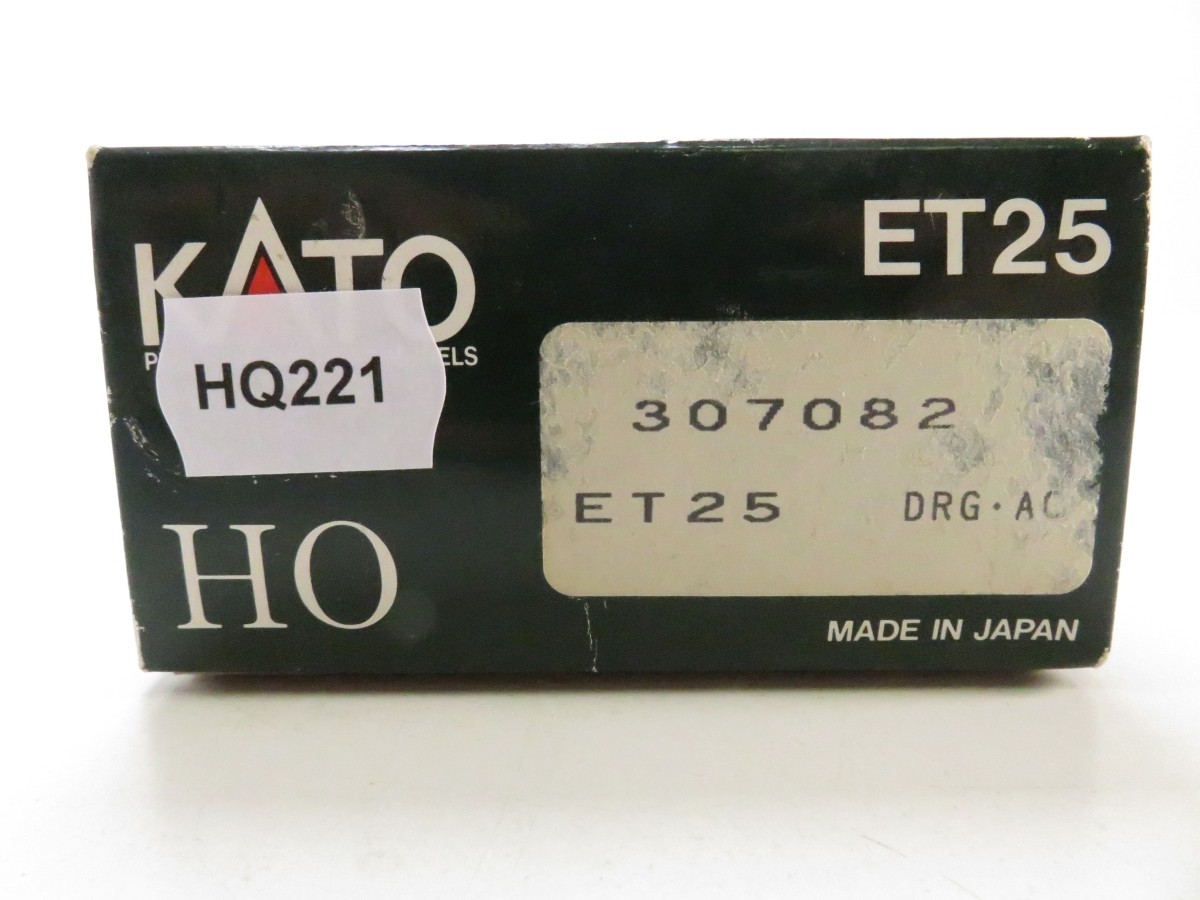 KATO
ET25
HQ221
307082
ET25 DRG·AC
HO
MADE IN JAPAN